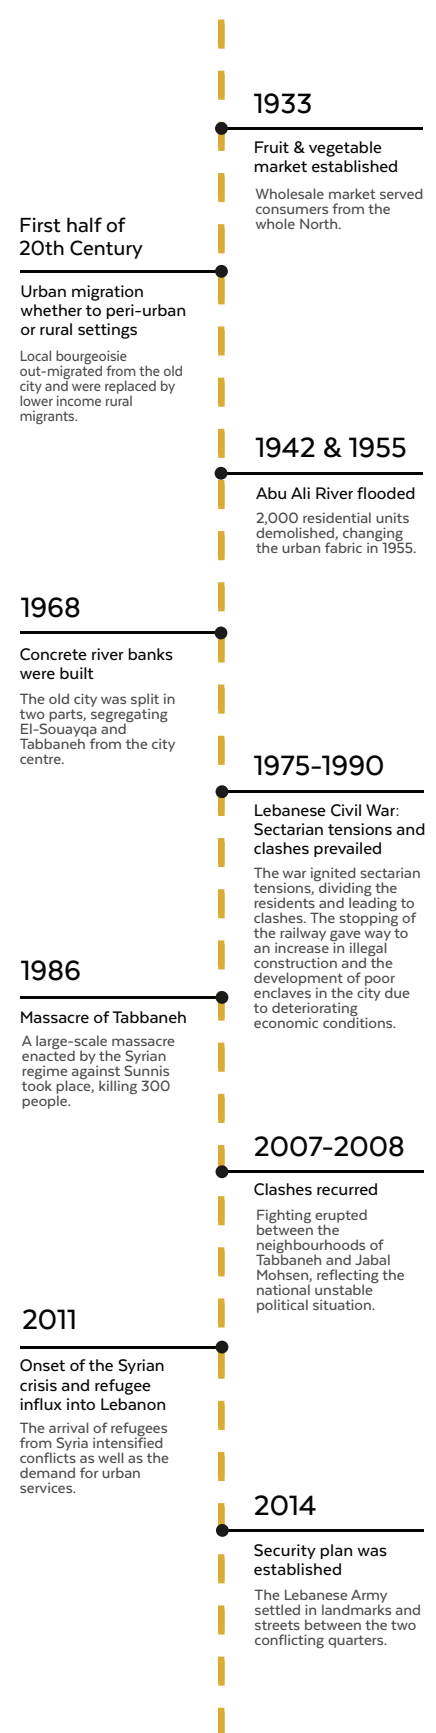 1933
Fruit & vegetable
market established
Wholesale market served
consumers from the
whole North.
First half of
20th Century
Urban migration
whether to peri-urban
or rural settings
Local bourgeoisie
out-migrated from the old
city and were replaced by
lower income rural
migrants.
1942 & 1955
Abu Ali River flooded
2,000 residential units
demolished, changing
the urban fabric in 1955.
1968
Concrete river banks
were built
The old city was split in
two parts, segregating
El-Souayqa and
Tabbaneh from the city
centre.
1975-1990
Lebanese Civil War:
Sectarian tensions and
clashes prevailed
The war ignited sectarian
tensions, dividing the
residents and leading to
clashes. The stopping of
the railway gave way to
an increase in illegal
construction and the
development of poor
enclaves in the city due
to deteriorating
economic conditions.
1986
Massacre of Tabbaneh
A large-scale massacre
enacted by the Syrian
regime against Sunnis
took place, killing 300
people.
2007-2008
Clashes recurred
Fighting erupted
between the
neighbourhoods of
Tabbaneh and Jabal
Mohsen, reflecting the
national unstable
political situation.
2011
Onset of the Syrian
crisis and refugee
influx into Lebanon
The arrival of refugees
from Syria intensified
conflicts as well as the
demand for urban
services.
2014
Security plan was
established
The Lebanese Army
settled in landmarks and
streets between the two
conflicting quarters.